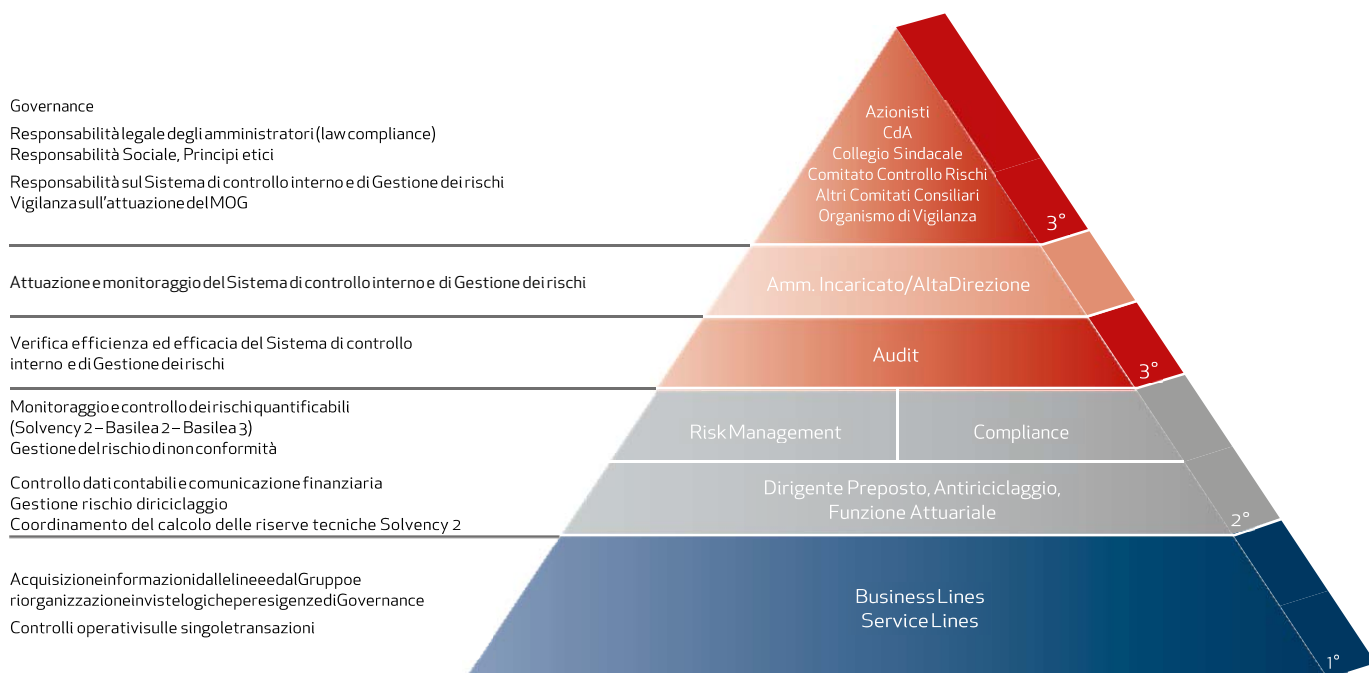 Governance
Responsabilità legale degli amministratori (law compliance)
Responsabilità Sociale, Principi etici
Responsabilità sul Sistema di controllo interno e di Gestione dei rischi
Vigilanza sull'attuazione del MOG
Azionisti
CdA
Collegio Sindacale
Comitato Controllo Rischi
Altri Comitati Consiliari
Organismo di Vigilanza
3°
Attuazione e monitoraggio del Sistema di controllo interno e di Gestione dei rischi
Amm. Incaricato/Alta Direzione
Verifica efficienza ed efficacia del Sistema di controllo
interno e di Gestione dei rischi
Audit
3°
Monitoraggio e controllo dei rischi quantificabili
(Solvency 2 – Basilea 2 – Basilea 3)
Gestione del rischio di non conformità
Risk Management
Compliance
Controllo dati contabili e comunicazione finanziaria
Gestione rischio di riciclaggio
Coordinamento del calcolo delle riserve tecniche Solvency 2
Dirigente Preposto, Antiriciclaggio,
Funzione Attuariale
2°
Acquisizione informazioni dalle linee e dal Gruppo e
riorganizzazione in viste logiche per esigenze di Governance
Controlli operativi sulle singole transazioni
Business Lines
Service Lines
1°